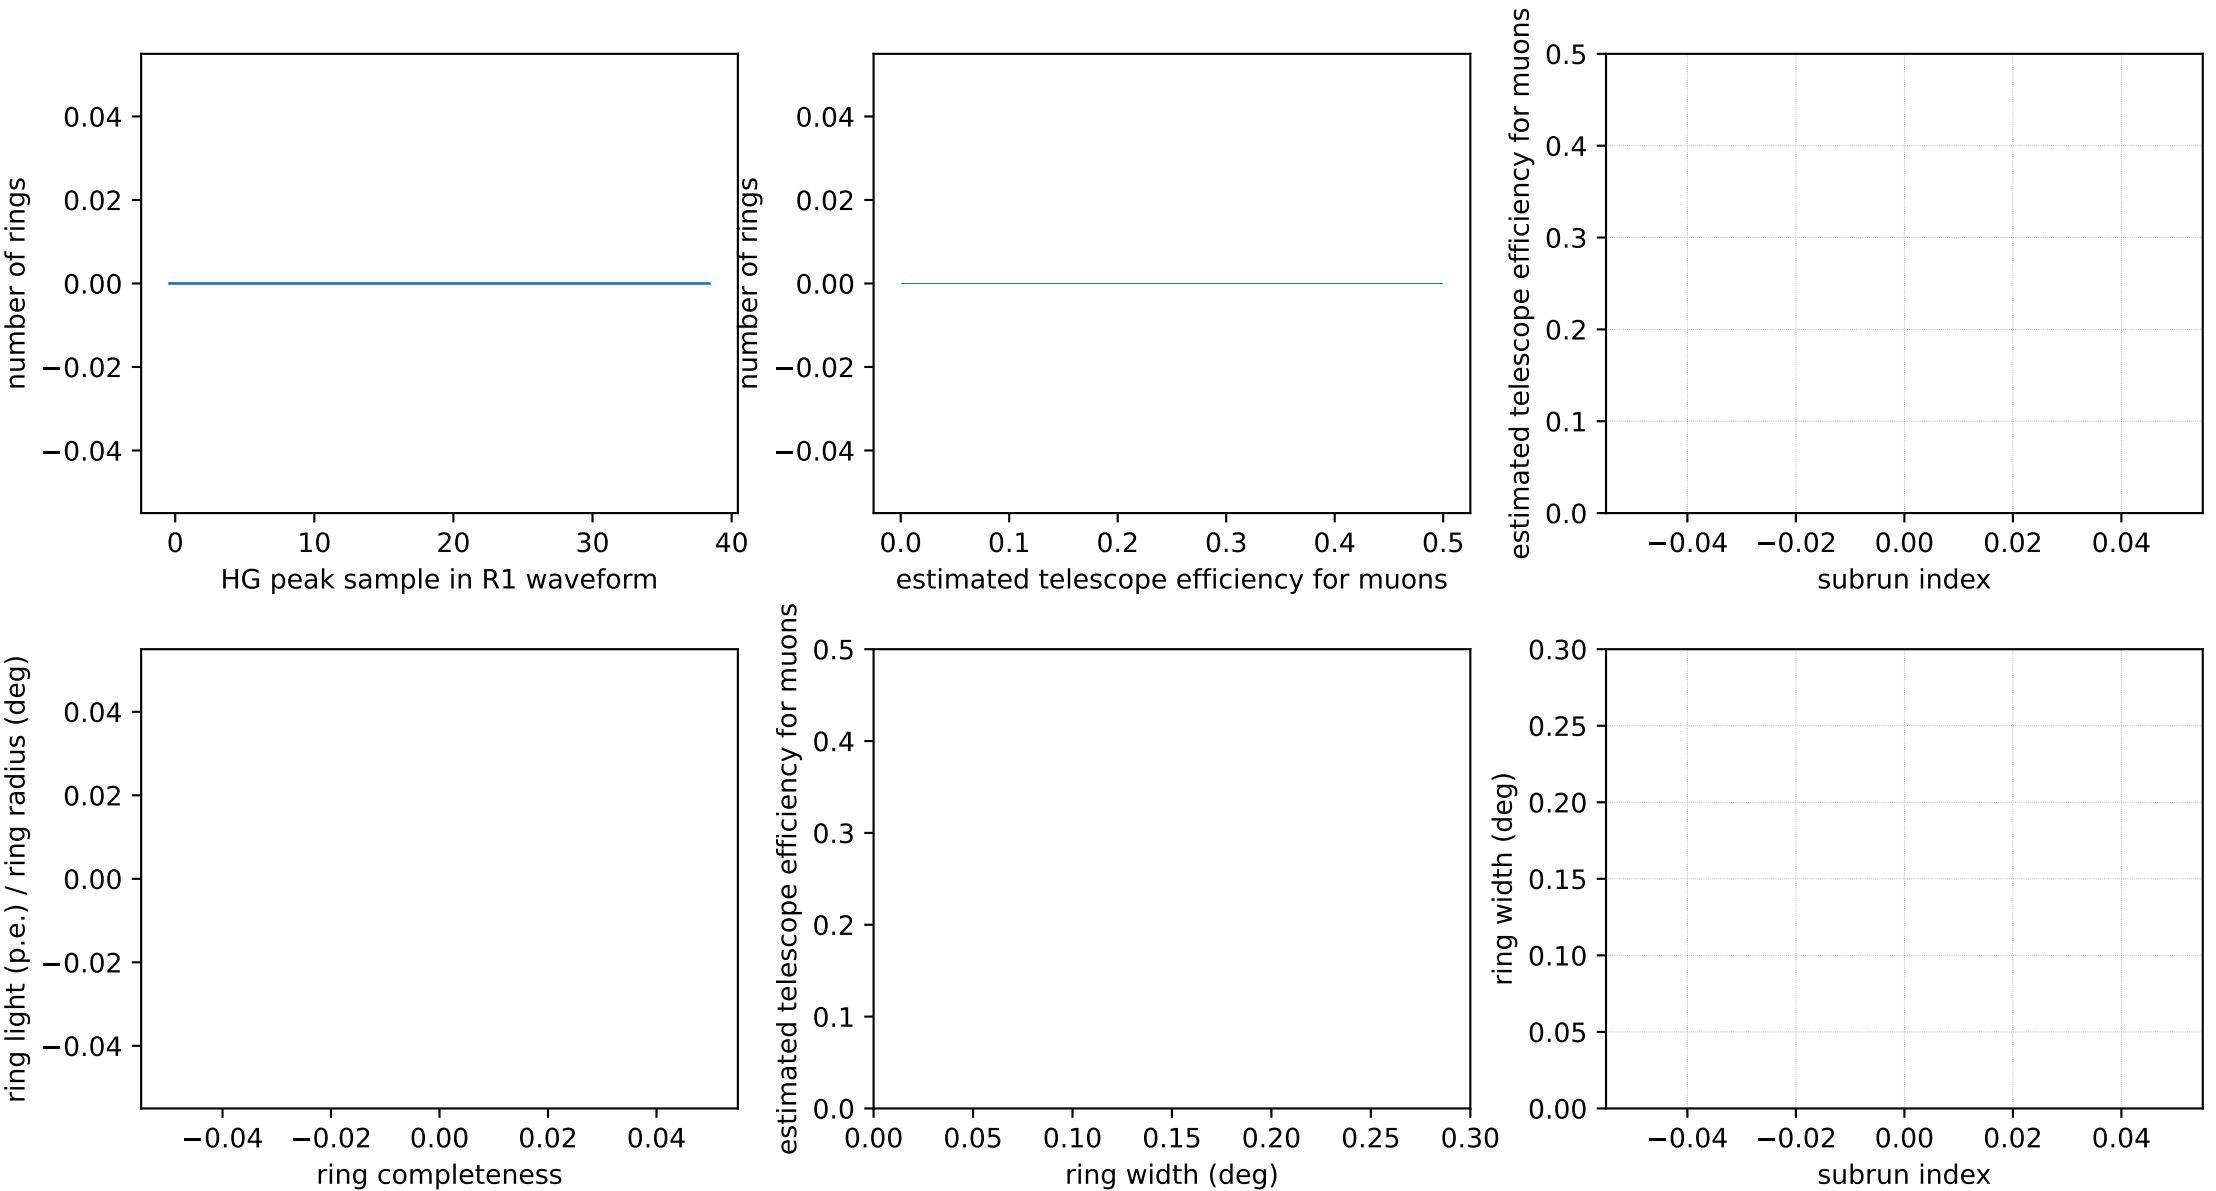 number of rings
0.04
0.02
0.00
−0.02
−0.04
0 10 20 30 40
HG peak sample in R1 waveform
number of rings
0.04
0.02
0.00
−0.02
−0.04
0.0 0.1 0.2 0.3 0.4 0.5
estimated telescope efficiency for muons
estimated telescope efficiency for muons
0.5
0.4
0.3
0.2
0.1
0.0
−0.04 −0.02 0.00 0.02 0.04
subrun index
ring light (p.e.) / ring radius (deg)
0.04
0.02
0.00
−0.02
−0.04
−0.04 −0.02 0.00 0.02 0.04
ring completeness
estimated telescope efficiency for muons
0.5
0.4
0.3
0.2
0.1
0.0
0.00 0.05 0.10 0.15 0.20 0.25 0.30
ring width (deg)
ring width (deg)
0.30
0.25
0.20
0.15
0.10
0.05
0.00
−0.04 −0.02 0.00 0.02 0.04
subrun index